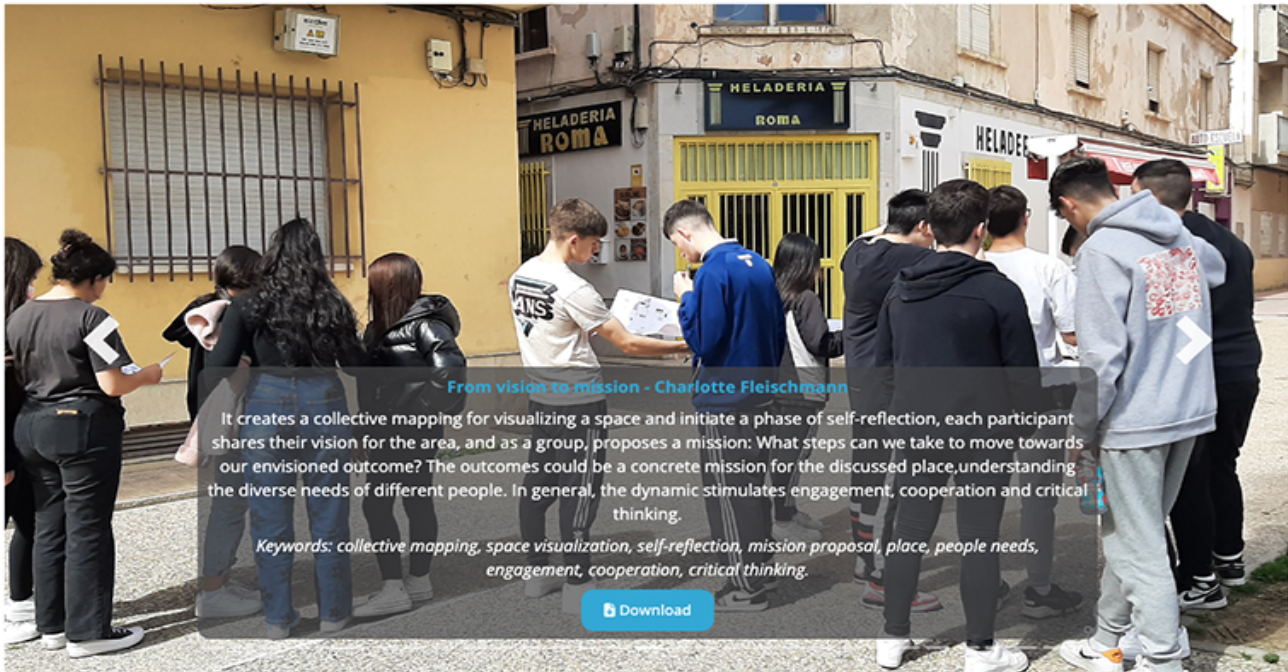 HELADERIA
ROMA
HELADERIA
ROMA
HELADE
AUTO-ESCUELA
ANS
From vision to mission - Charlotte Fleischmann
It creates a collective mapping for visualizing a space and initiate a phase of self-reflection, each participant
shares their vision for the area, and as a group, proposes a mission: What steps can we take to move towards
our envisioned outcome? The outcomes could be a concrete mission for the discussed place,understanding
the diverse needs of different people. In general, the dynamic stimulates engagement, cooperation and critical
thinking.
Keywords: collective mapping, space visualization, self-reflection, mission proposal, place, people needs,
engagement, cooperation, critical thinking.
Download